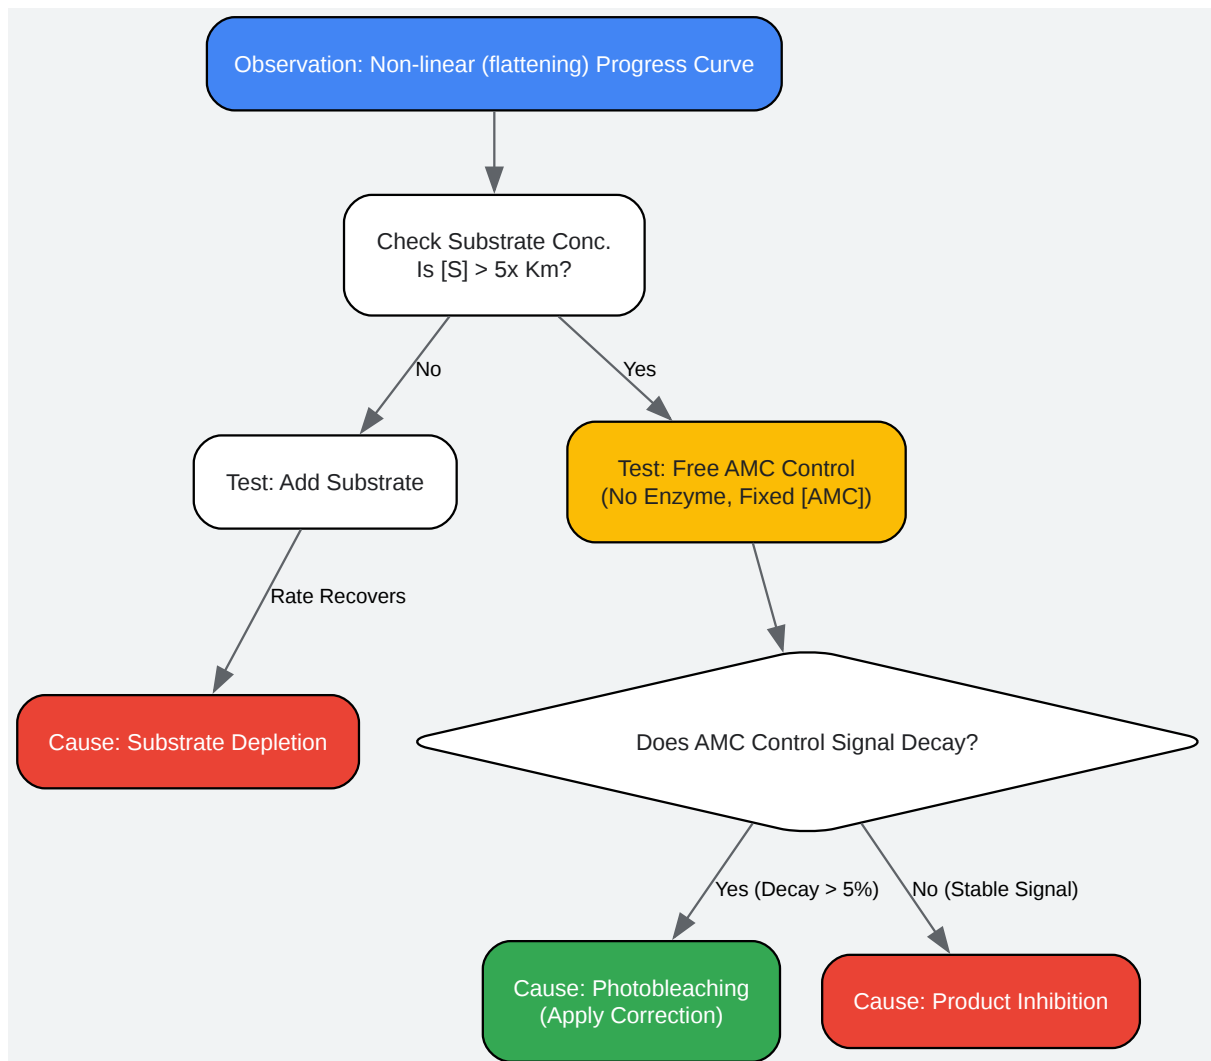 Observation: Non-linear (flattening) Progress Curve
Check Substrate Conc.
Is [S] > 5x Km?
No
Yes
Test: Add Substrate
Test: Free AMC Control
(No Enzyme, Fixed [AMC])
Rate Recovers
Cause: Substrate Depletion
Does AMC Control Signal Decay?
Yes (Decay > 5%)
No (Stable Signal)
Cause: Photobleaching
(Apply Correction)
Cause: Product Inhibition